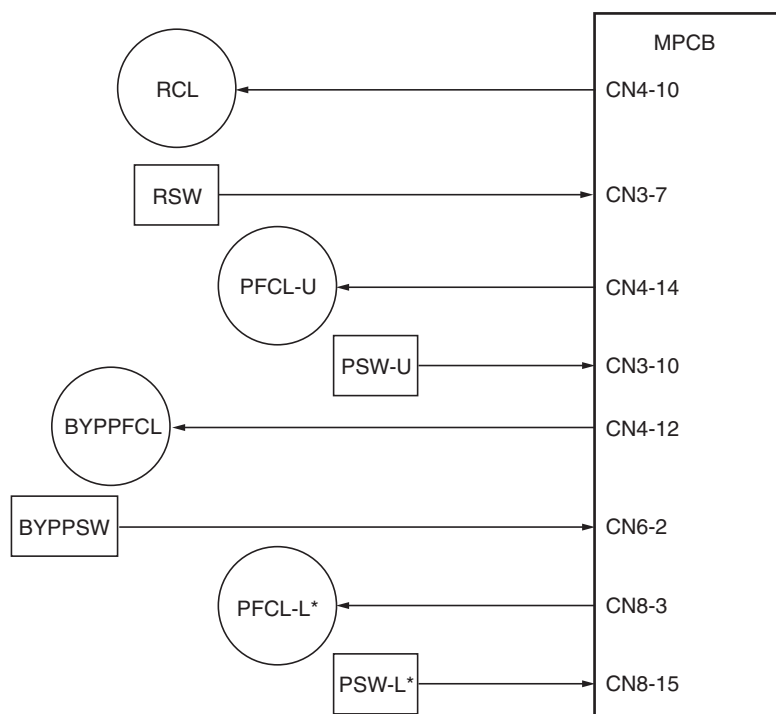 MPCB
RCL
CN4-10
RSW
CN3-7
PFCL-U
CN4-14
PSW-U
CN3-10
BYPPFCL
CN4-12
BYPPSW
CN6-2
PFCL-L*
CN8-3
PSW-L*
CN8-15